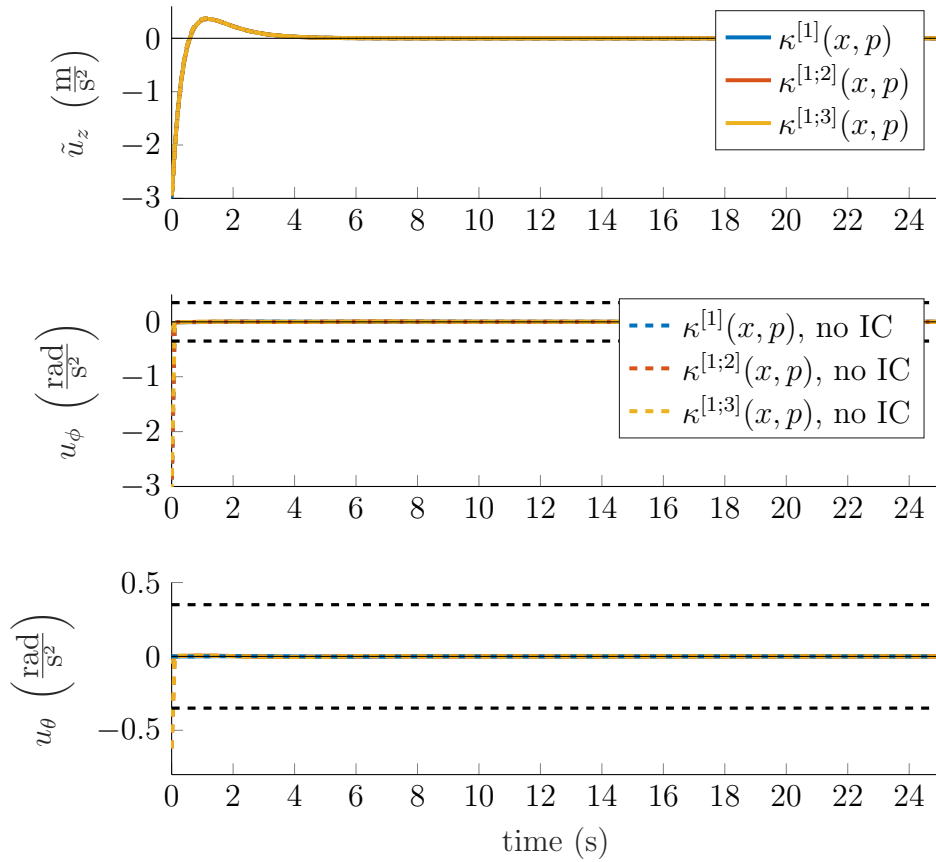 0
−1
−2
−3
ũ_z (m/s²)
κ^[1](x, p)
κ^[1;2](x, p)
κ^[1;3](x, p)
0 2 4 6 8 10 12 14 16 18 20 22 24
0
−1
−2
−3
u_ϕ (rad/s²)
κ^[1](x, p), no IC
κ^[1;2](x, p), no IC
κ^[1;3](x, p), no IC
0 2 4 6 8 10 12 14 16 18 20 22 24
0.5
0
−0.5
u_θ (rad/s²)
0 2 4 6 8 10 12 14 16 18 20 22 24
time (s)